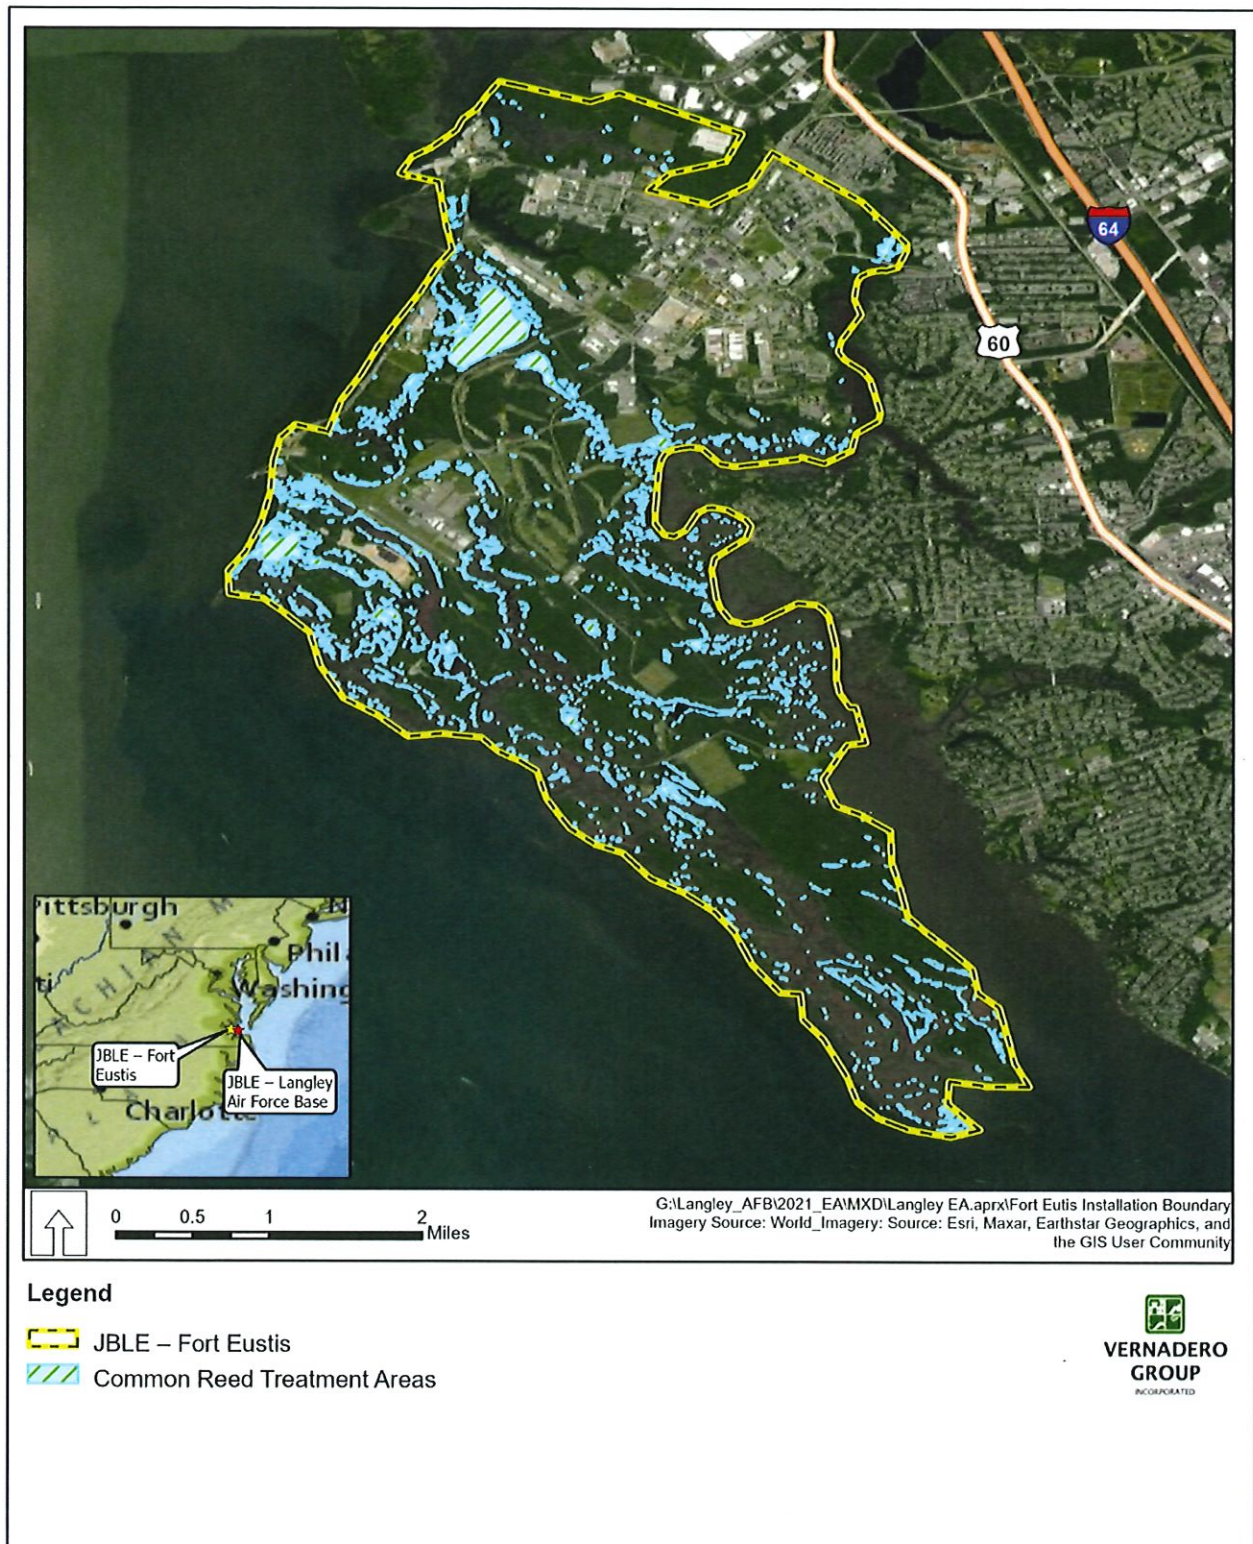 64
60
Pittsburgh
Phil
Washing
JBLE – Fort
Eustis
JBLE – Langley
Air Force Base
Charlotte
0 0.5 1 2
Miles
G:\Langley_AFB\2021_EA\MXD\Langley EA.aprx\Fort Eutis Installation Boundary
Imagery Source: World_Imagery: Source: Esri, Maxar, Earthstar Geographics, and
the GIS User Community
Legend
JBLE – Fort Eustis
Common Reed Treatment Areas
VERNADERO
GROUP
INCORPORATED